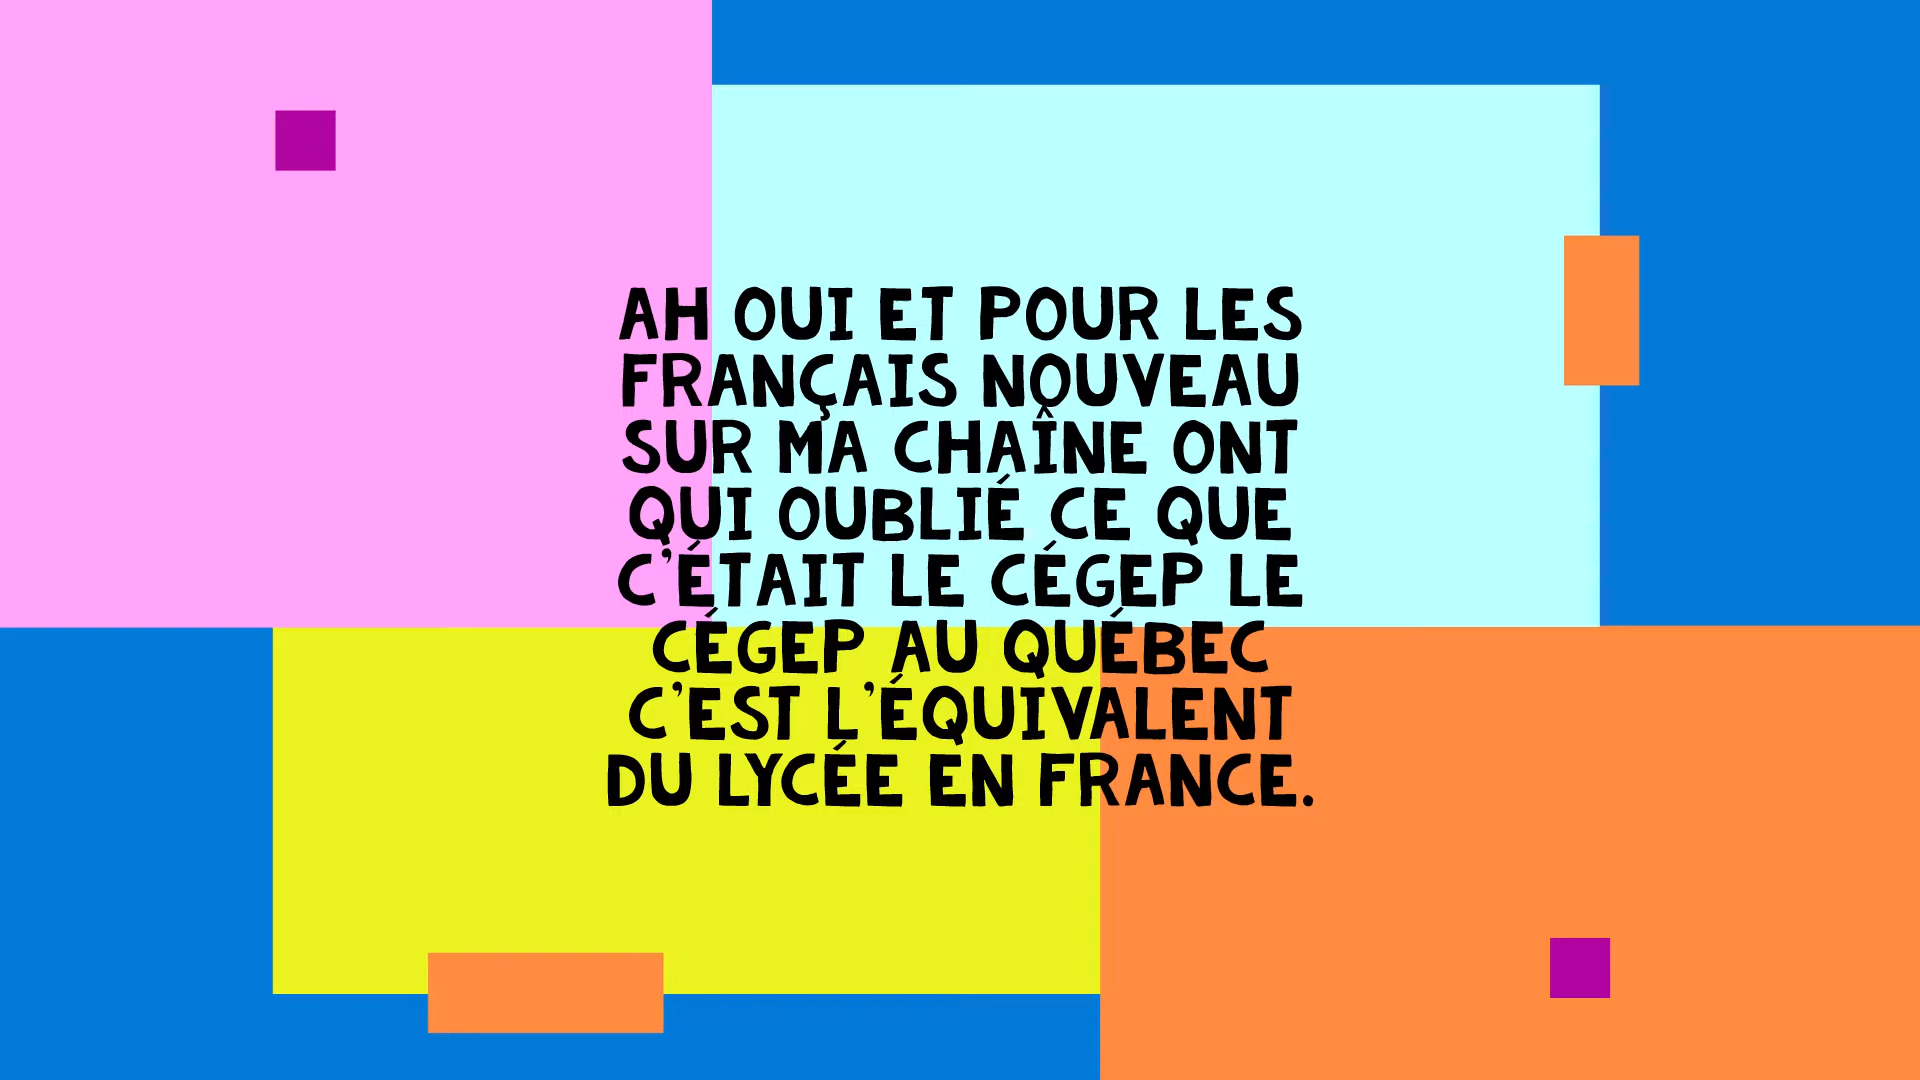 AH OUI ET POUR LES
FRANÇAIS NOUVEAU
SUR MA CHAÎNE ONT
QUI OUBLIÉ CE QUE
C'ÉTAIT LE CÉGEP LE
CÉGEP AU QUÉBEC
C'EST L'ÉQUIVALENT
DU LYCÉE EN FRANCE.